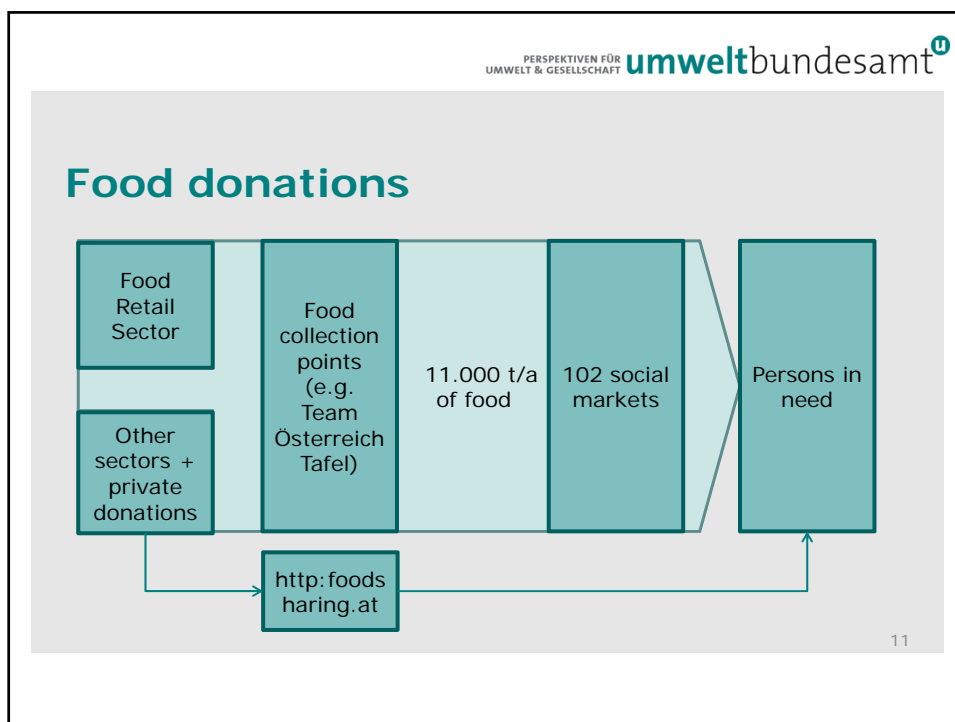 PERSPEKTIVEN FÜR
UMWELT & GESELLSCHAFT
umweltbundesamt
u
Food donations
Food
Retail
Sector
Other
sectors +
private
donations
Food
collection
points
(e.g.
Team
Österreich
Tafel)
11.000 t/a
of food
102 social
markets
Persons in
need
http:foods
haring.at
11